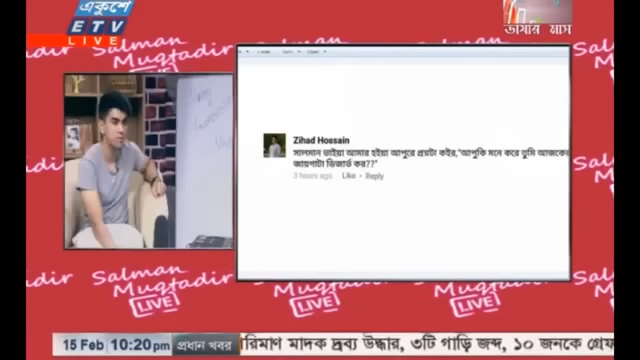 একুশে
ETV
LIVE
ভাষার মাস
Salman
Muqtadir
LIVE
Zihad Hossain
সালমান ভাইয়া আমার হইয়া আপুরে প্রশ্নটা কইর,"আপুকি মনে করে তুমি আজকের
জায়গাটা ডিজার্ভ কর??"
3 hours ago · Like · Reply
15 Feb 10:20pm প্রধান খবর রিমাণ মাদক দ্রব্য উদ্ধার, ৩টি গাড়ি জব্দ, ১০ জনকে গ্রেফ